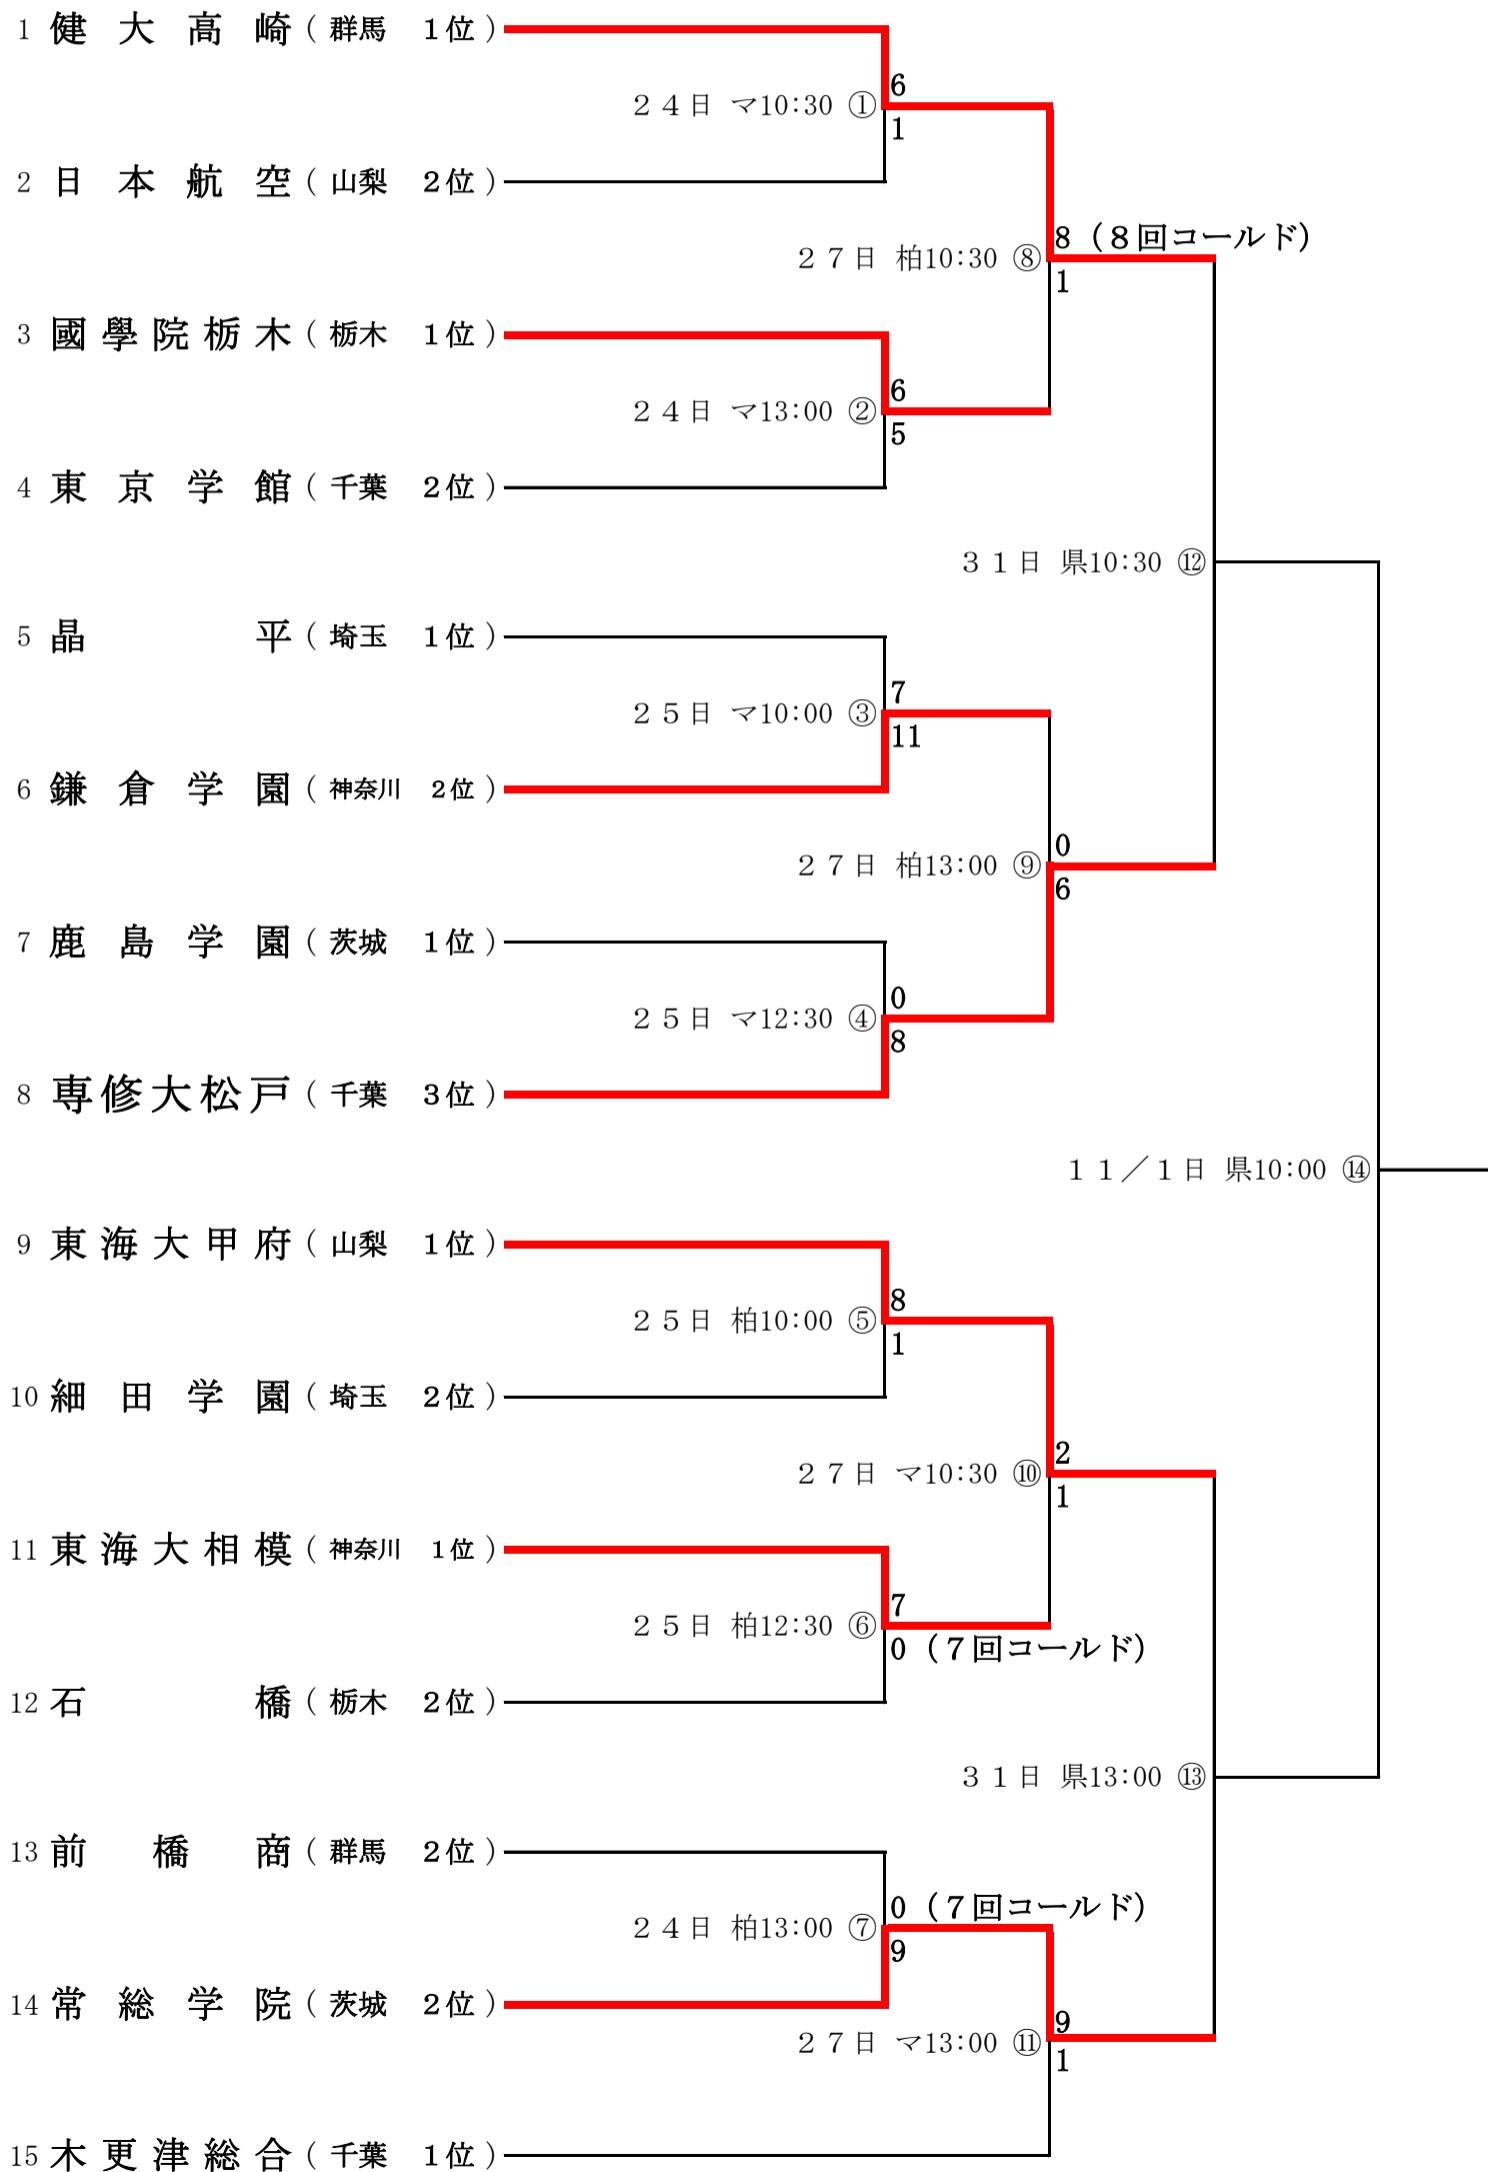 1 健大高崎（ 群馬 1位 ）
6
24日 マ10:30 ①
1
2 日本航空（ 山梨 2位 ）
8（８回コールド）
27日 柏10:30 ⑧
1
3 國學院栃木（ 栃木 1位 ）
6
24日 マ13:00 ②
5
4 東京学館（ 千葉 2位 ）
31日 県10:30 ⑫
5 昌平（ 埼玉 1位 ）
7
25日 マ10:00 ③
11
6 鎌倉学園（ 神奈川 2位 ）
0
27日 柏13:00 ⑨
6
7 鹿島学園（ 茨城 1位 ）
0
25日 マ12:30 ④
8
8 専修大松戸（ 千葉 3位 ）
11／1日 県10:00 ⑭
9 東海大甲府（ 山梨 1位 ）
8
25日 柏10:00 ⑤
1
10 細田学園（ 埼玉 2位 ）
2
27日 マ10:30 ⑩
1
11 東海大相模（ 神奈川 1位 ）
7
25日 柏12:30 ⑥
0（７回コールド）
12 石橋（ 栃木 2位 ）
31日 県13:00 ⑬
13 前橋商（ 群馬 2位 ）
0（７回コールド）
24日 柏13:00 ⑦
9
14 常総学院（ 茨城 2位 ）
9
27日 マ13:00 ⑪
1
15 木更津総合（ 千葉 1位 ）